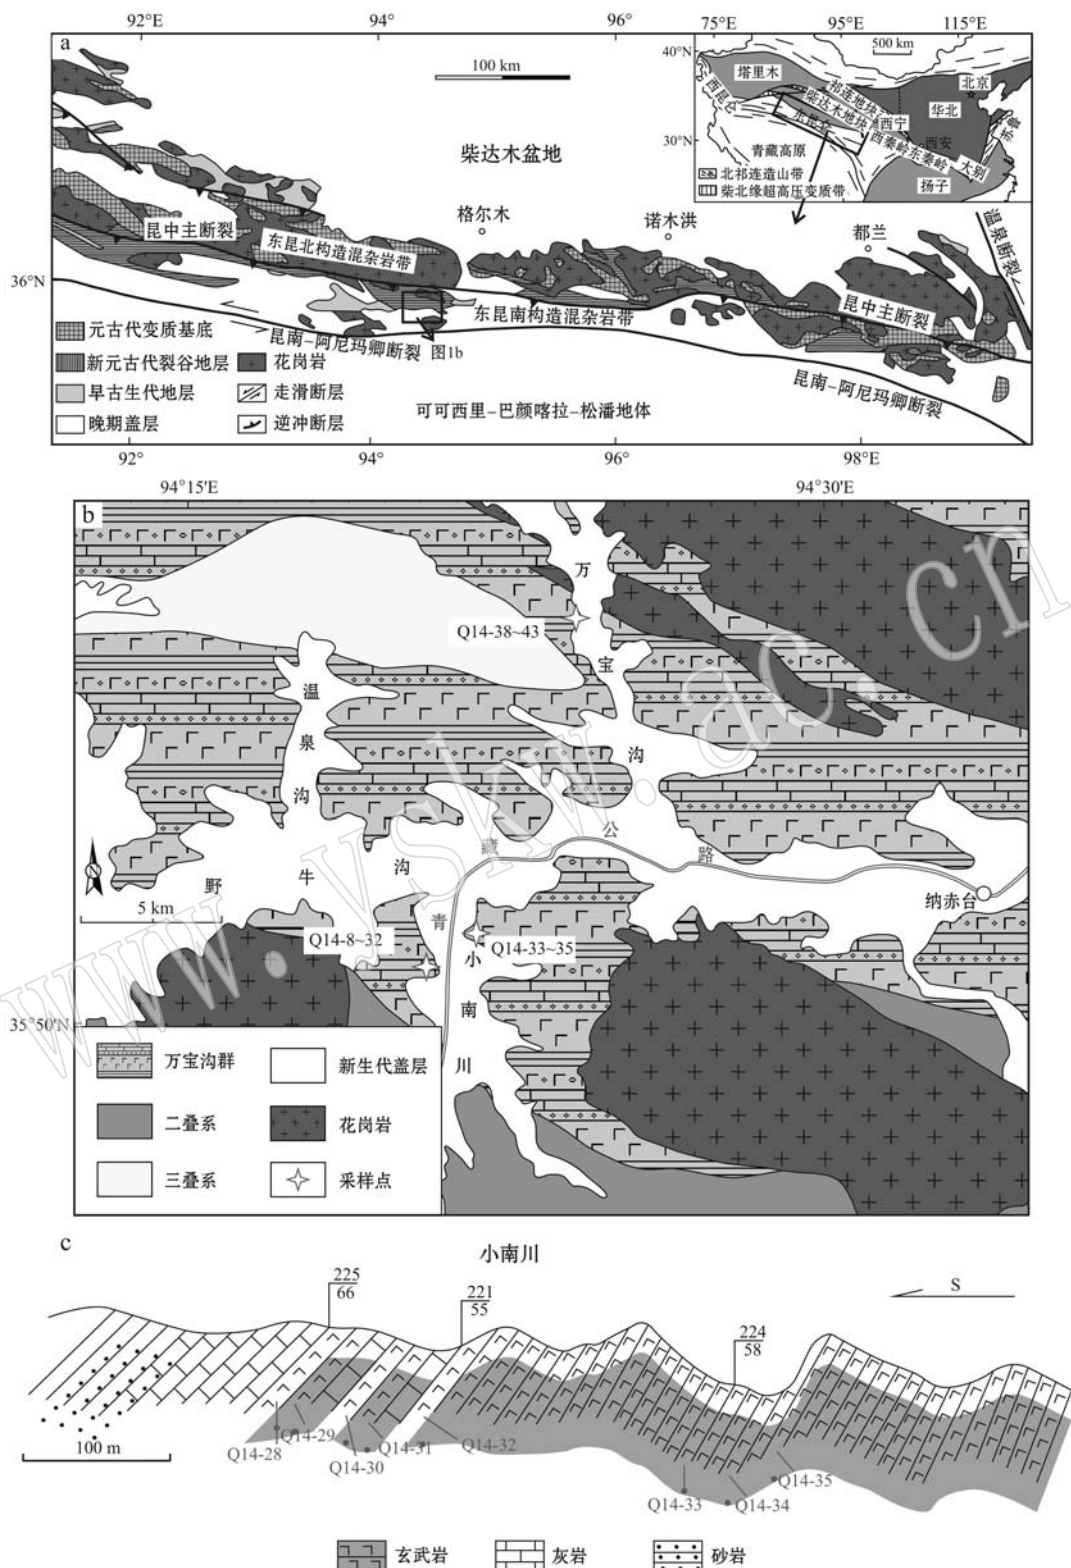 92°E
94°
96°
75°E
95°E
115°E
a
100 km
500 km
40°N
30°N
塔里木
西昆仑
祁连地块
柴达木地块
西宁
东昆仑
北京
华北
西安
西秦岭
东秦岭
大别
青藏高原
扬子
北祁连造山带
柴北缘超高压变质带
柴达木盆地
格尔木
诺木洪
都兰
温泉断裂
昆中主断裂
东昆北构造混杂岩带
36°N
东昆南构造混杂岩带
昆中主断裂
昆南-阿尼玛卿断裂
图1b
昆南-阿尼玛卿断裂
可可西里-巴颜喀拉-松潘地体
元古代变质基底
新元古代裂谷地层
花岗岩
早古生代地层
走滑断层
晚期盖层
逆冲断层
92°
94°
96°
98°E
94°15'E
94°30'E
b
万宝沟
Q14-38~43
温泉沟
青藏公路
野牛沟
纳赤台
N
5 km
Q14-8~32
Q14-33~35
小南川
35°50'N
万宝沟群
新生代盖层
二叠系
花岗岩
三叠系
采样点
c
小南川
225
66
221
55
224
58
S
100 m
Q14-28
Q14-29
Q14-30
Q14-31
Q14-32
Q14-33
Q14-34
Q14-35
玄武岩
灰岩
砂岩
www.yskw.ac.cn